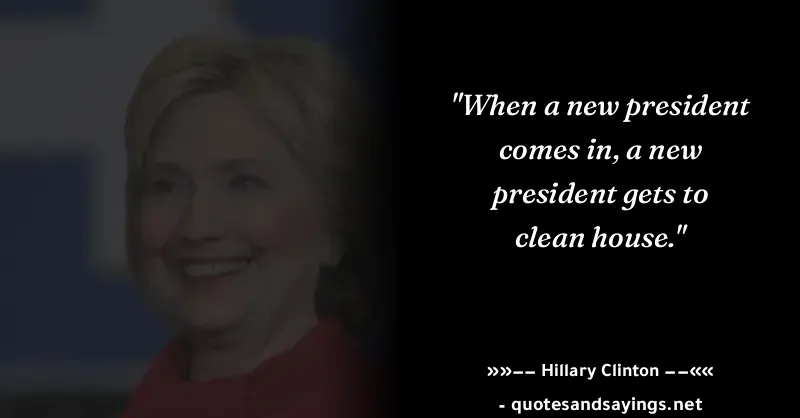 "When a new president
comes in, a new
president gets to
clean house."
»»−− Hillary Clinton −−««
- quotesandsayings.net